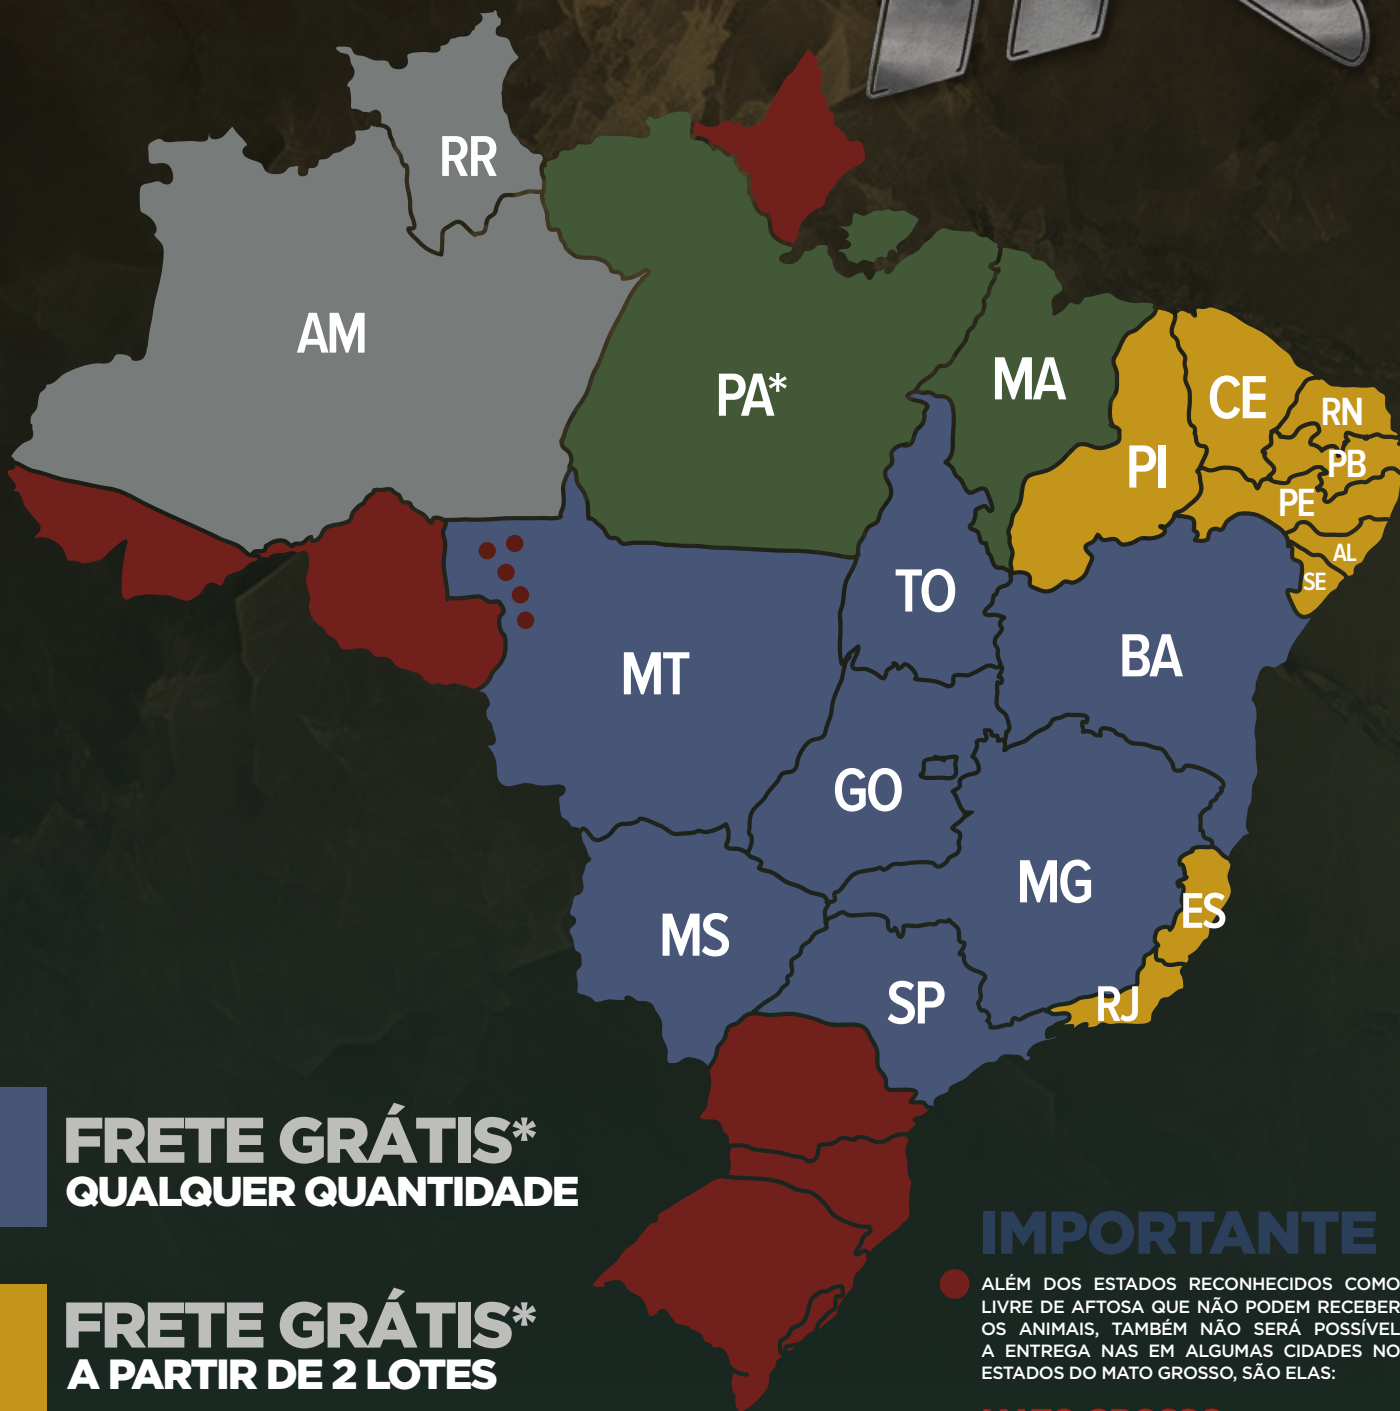 RR
AM
PA*
MA
PI
CE
RN
PB
PE
AL
SE
TO
BA
MT
GO
MG
ES
MS
SP
RJ
FRETE GRÁTIS*
QUALQUER QUANTIDADE
FRETE GRÁTIS*
A PARTIR DE 2 LOTES
IMPORTANTE
ALÉM DOS ESTADOS RECONHECIDOS COMO
LIVRE DE AFTOSA QUE NÃO PODEM RECEBER
OS ANIMAIS, TAMBÉM NÃO SERÁ POSSÍVEL
A ENTREGA NAS EM ALGUMAS CIDADES NO
ESTADOS DO MATO GROSSO, SÃO ELAS: